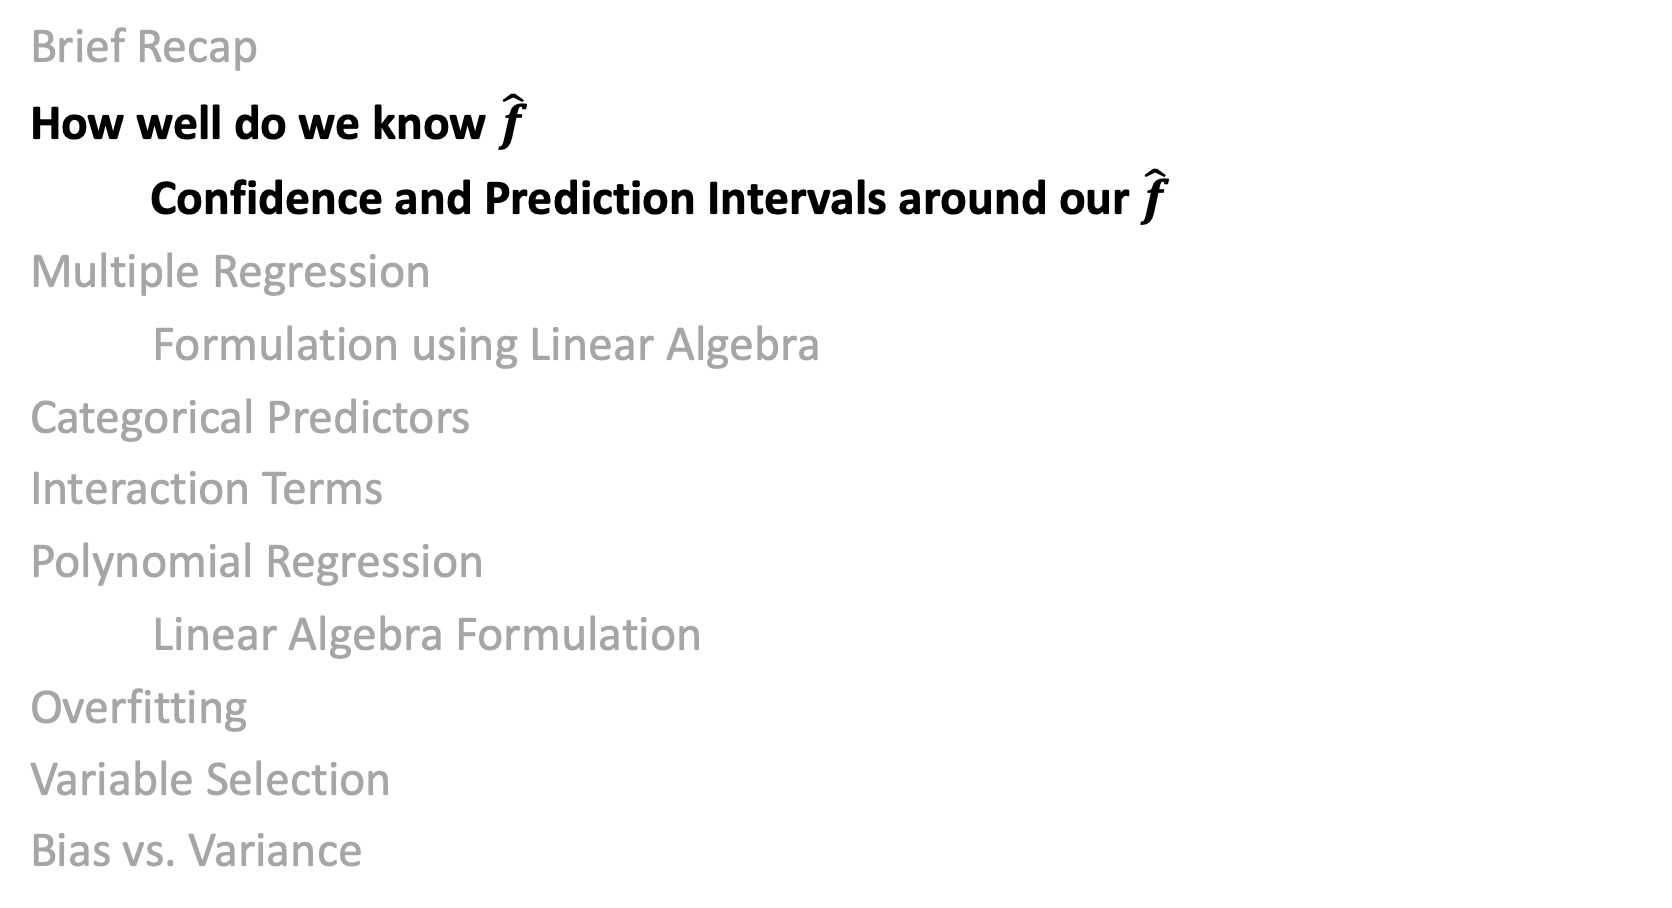 Brief Recap
How well do we know f̂
Confidence and Prediction Intervals around our f̂
Multiple Regression
Formulation using Linear Algebra
Categorical Predictors
Interaction Terms
Polynomial Regression
Linear Algebra Formulation
Overfitting
Variable Selection
Bias vs. Variance